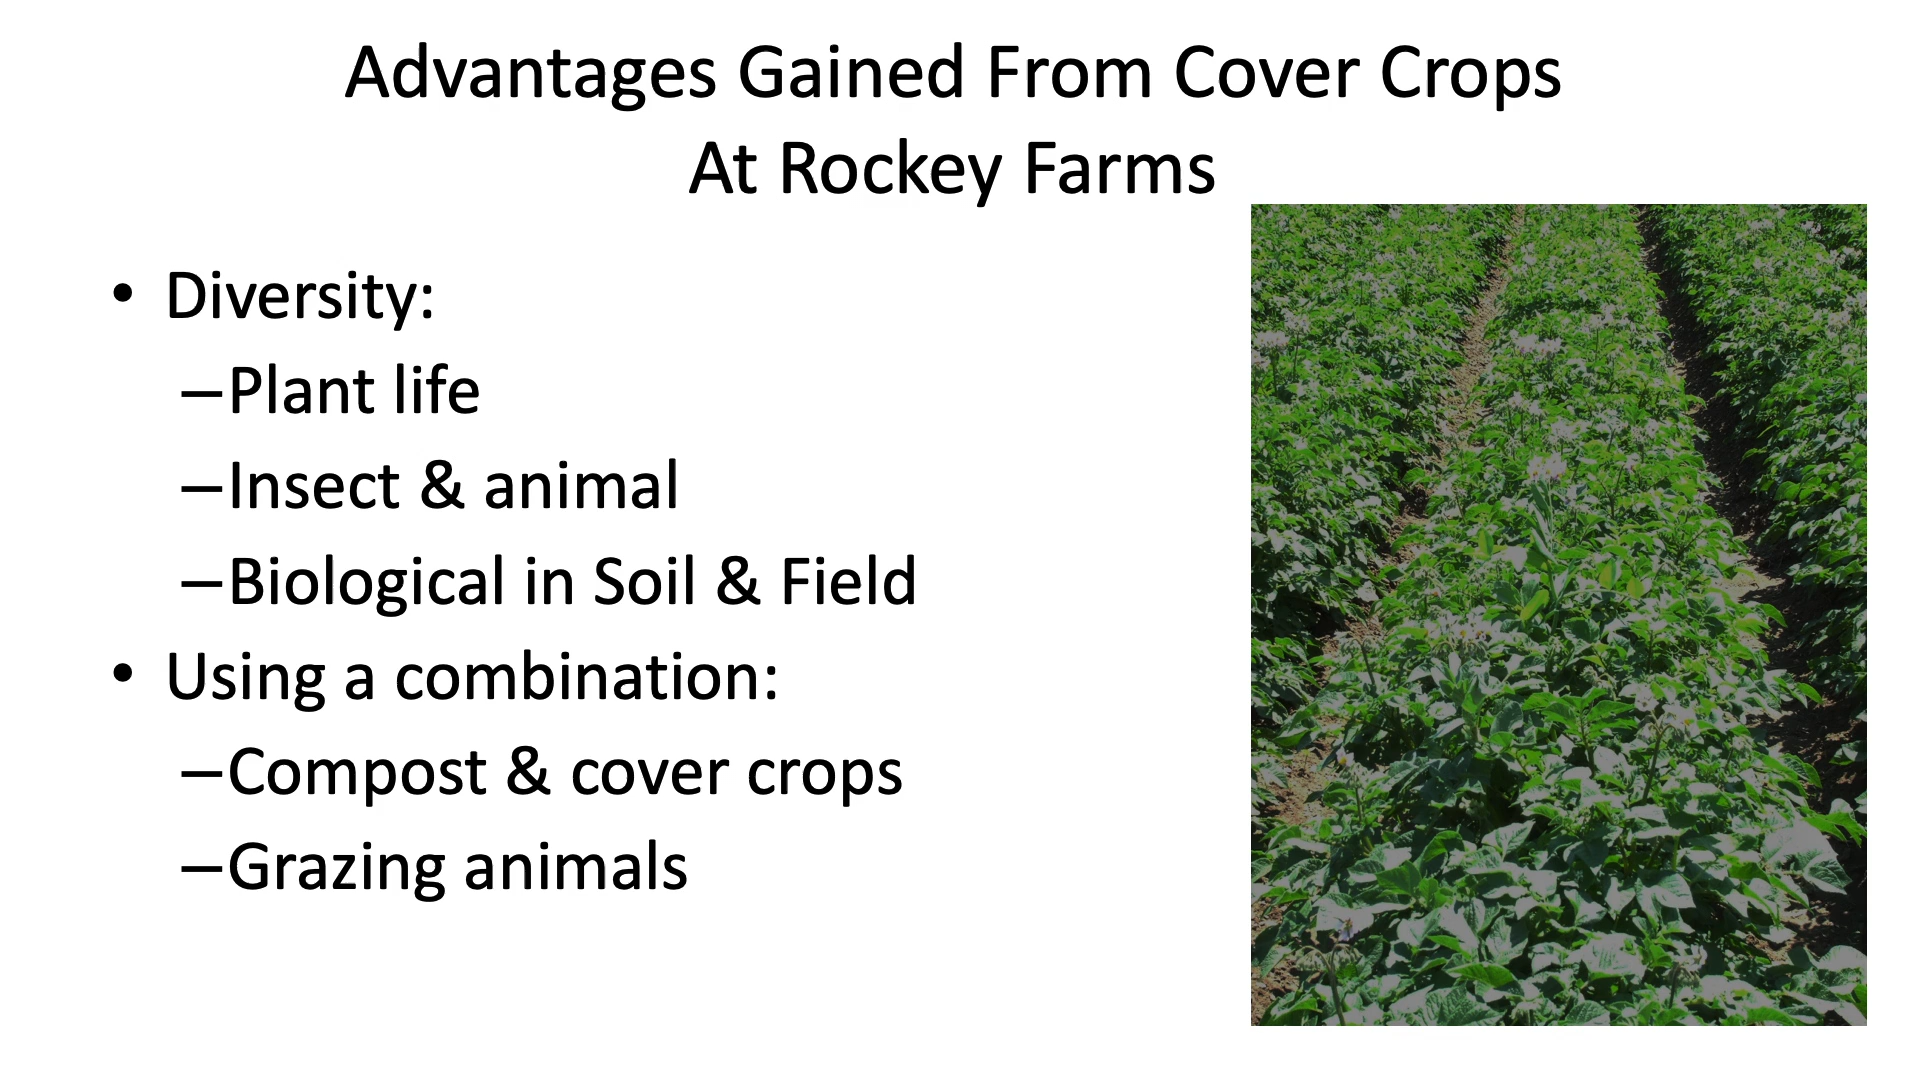 Advantages Gained From Cover Crops
At Rockey Farms
• Diversity:
–Plant life
–Insect & animal
–Biological in Soil & Field
• Using a combination:
–Compost & cover crops
–Grazing animals